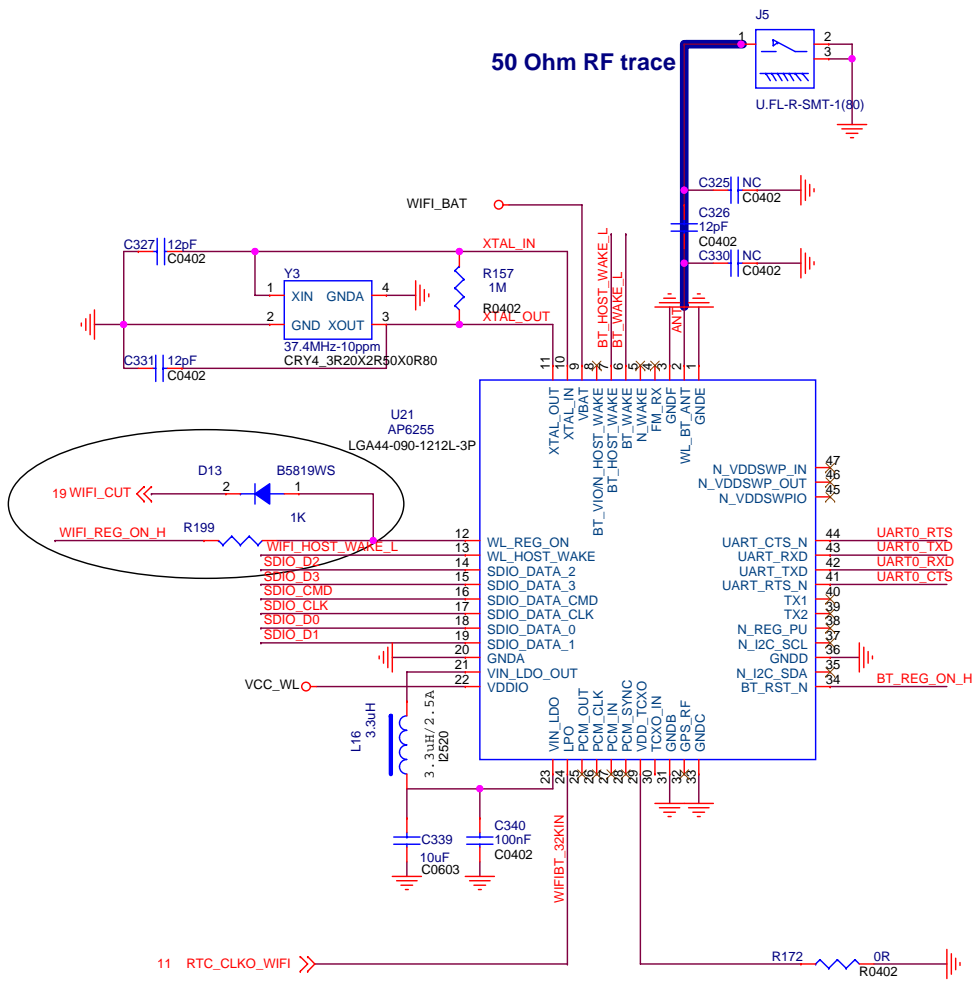 J5
1
2
3
50 Ohm RF trace
U.FL-R-SMT-1(80)
C325
NC
C0402
WIFI_BAT
C326
12pF
C0402
C330
NC
C0402
C327
12pF
C0402
XTAL_IN
Y3
R157
1M
R0402
1
XIN
GNDA
4
2
GND
XOUT
3
XTAL_OUT
37.4MHz-10ppm
CRY4_3R20X2R50X0R80
C331
12pF
C0402
BT_HOST_WAKE_L
BT_WAKE_L
ANT
11
10
9
8
7
6
5
4
3
2
1
XTAL_OUT
XTAL_IN
VBAT
BT_VIO/N_HOST_WAKE
BT_HOST_WAKE
BT_WAKE
N_WAKE
FM_RX
GNDF
WL_BT_ANT
GNDE
U21
AP6255
LGA44-090-1212L-3P
D13
B5819WS
19 WIFI_CUT
2
1
1K
WIFI_REG_ON_H
R199
12
WL_REG_ON
WIFI_HOST_WAKE_L
13
WL_HOST_WAKE
SDIO_D2
14
SDIO_DATA_2
SDIO_D3
15
SDIO_DATA_3
SDIO_CMD
16
SDIO_DATA_CMD
SDIO_CLK
17
SDIO_DATA_CLK
SDIO_D0
18
SDIO_DATA_0
SDIO_D1
19
SDIO_DATA_1
20
GNDA
21
VIN_LDO_OUT
VCC_WL
22
VDDIO
47
N_VDDSWP_IN
46
N_VDDSWP_OUT
45
N_VDDSWPIO
44
UART_CTS_N
UART0_RTS
43
UART_RXD
UART0_TXD
42
UART_TXD
UART0_RXD
41
UART_RTS_N
UART0_CTS
40
TX1
39
TX2
38
N_REG_PU
37
N_I2C_SCL
36
GNDD
35
N_I2C_SDA
34
BT_RST_N
BT_REG_ON_H
VIN_LDO
LPO
PCM_OUT
PCM_CLK
PCM_IN
PCM_SYNC
VDD_TCXO
TCXO_IN
GNDB
GPS_RF
GNDC
23
24
25
26
27
28
29
30
31
32
33
L16
3.3uH
3.3uH/2.5A
I2520
C339
10uF
C0603
C340
100nF
C0402
WIFIBT_32KIN
11 RTC_CLKO_WIFI
R172
0R
R0402